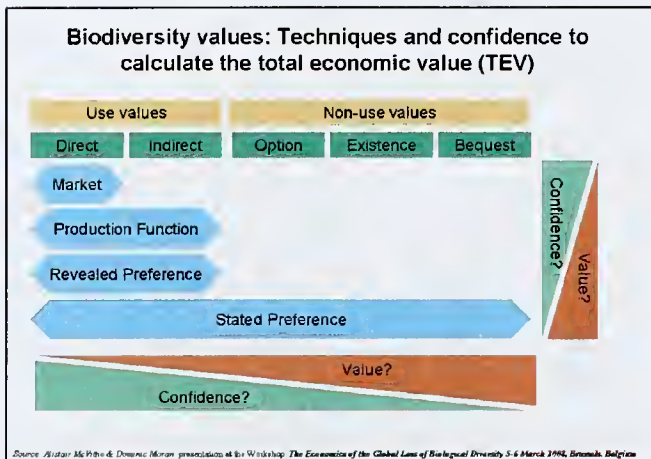 Biodiversity values: Techniques and confidence to
calculate the total economic value (TEV)
Use values Non-use values
Direct Indirect Option Existence Bequest
Market
Production Function
Revealed Preference
Stated Preference
Confidence?
Value?
Value?
Confidence?
Source: Alistair McVittie & Dominic Moran presentation at the Workshop The Economics of the Global Loss of Biological Diversity 5-6 March 2008, Brussels, Belgium